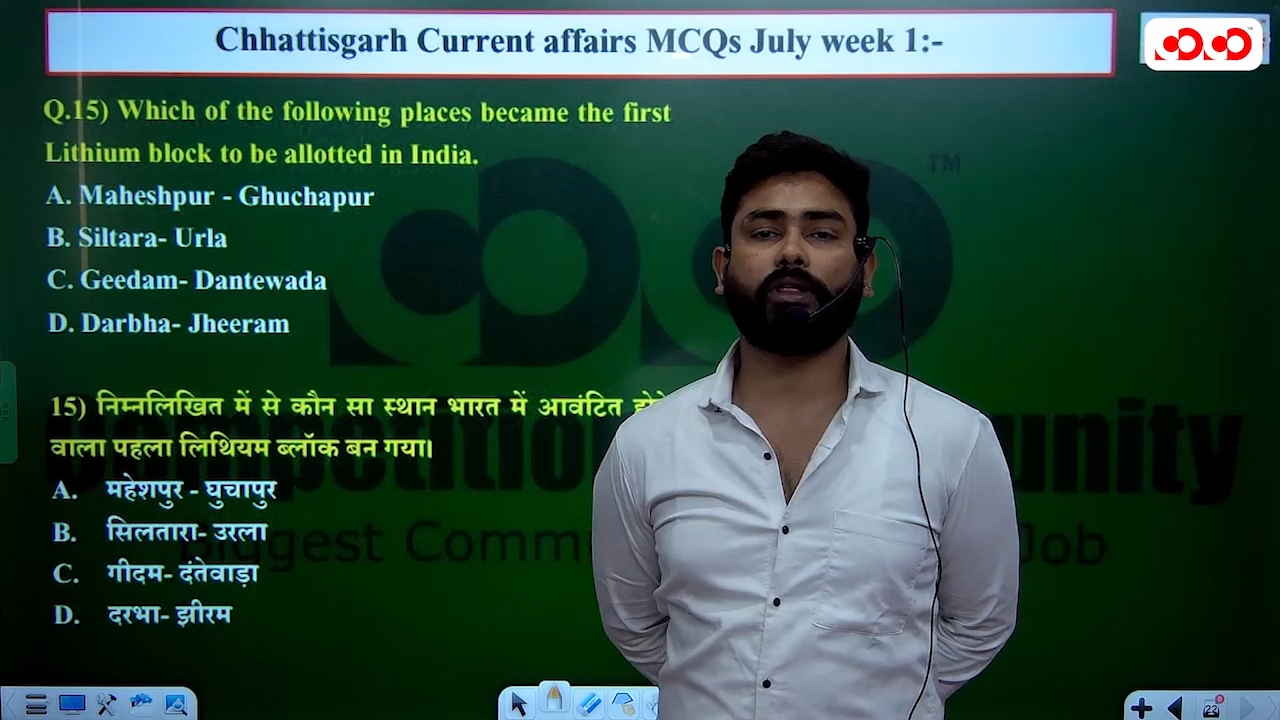 Chhattisgarh Current affairs MCQs July week 1:-
Q.15) Which of the following places became the first
Lithium block to be allotted in India.
A. Maheshpur - Ghuchapur
B. Siltara- Urla
C. Geedam- Dantewada
D. Darbha- Jheeram
15) निम्नलिखित में से कौन सा स्थान भारत में आवंटित
वाला पहला लिथियम ब्लॉक बन गया।
A. महेशपुर - घुचापुर
B. सिलतारा- उरला
C. गीदम- दंतेवाड़ा
D. दरभा- झीरम
TM
22